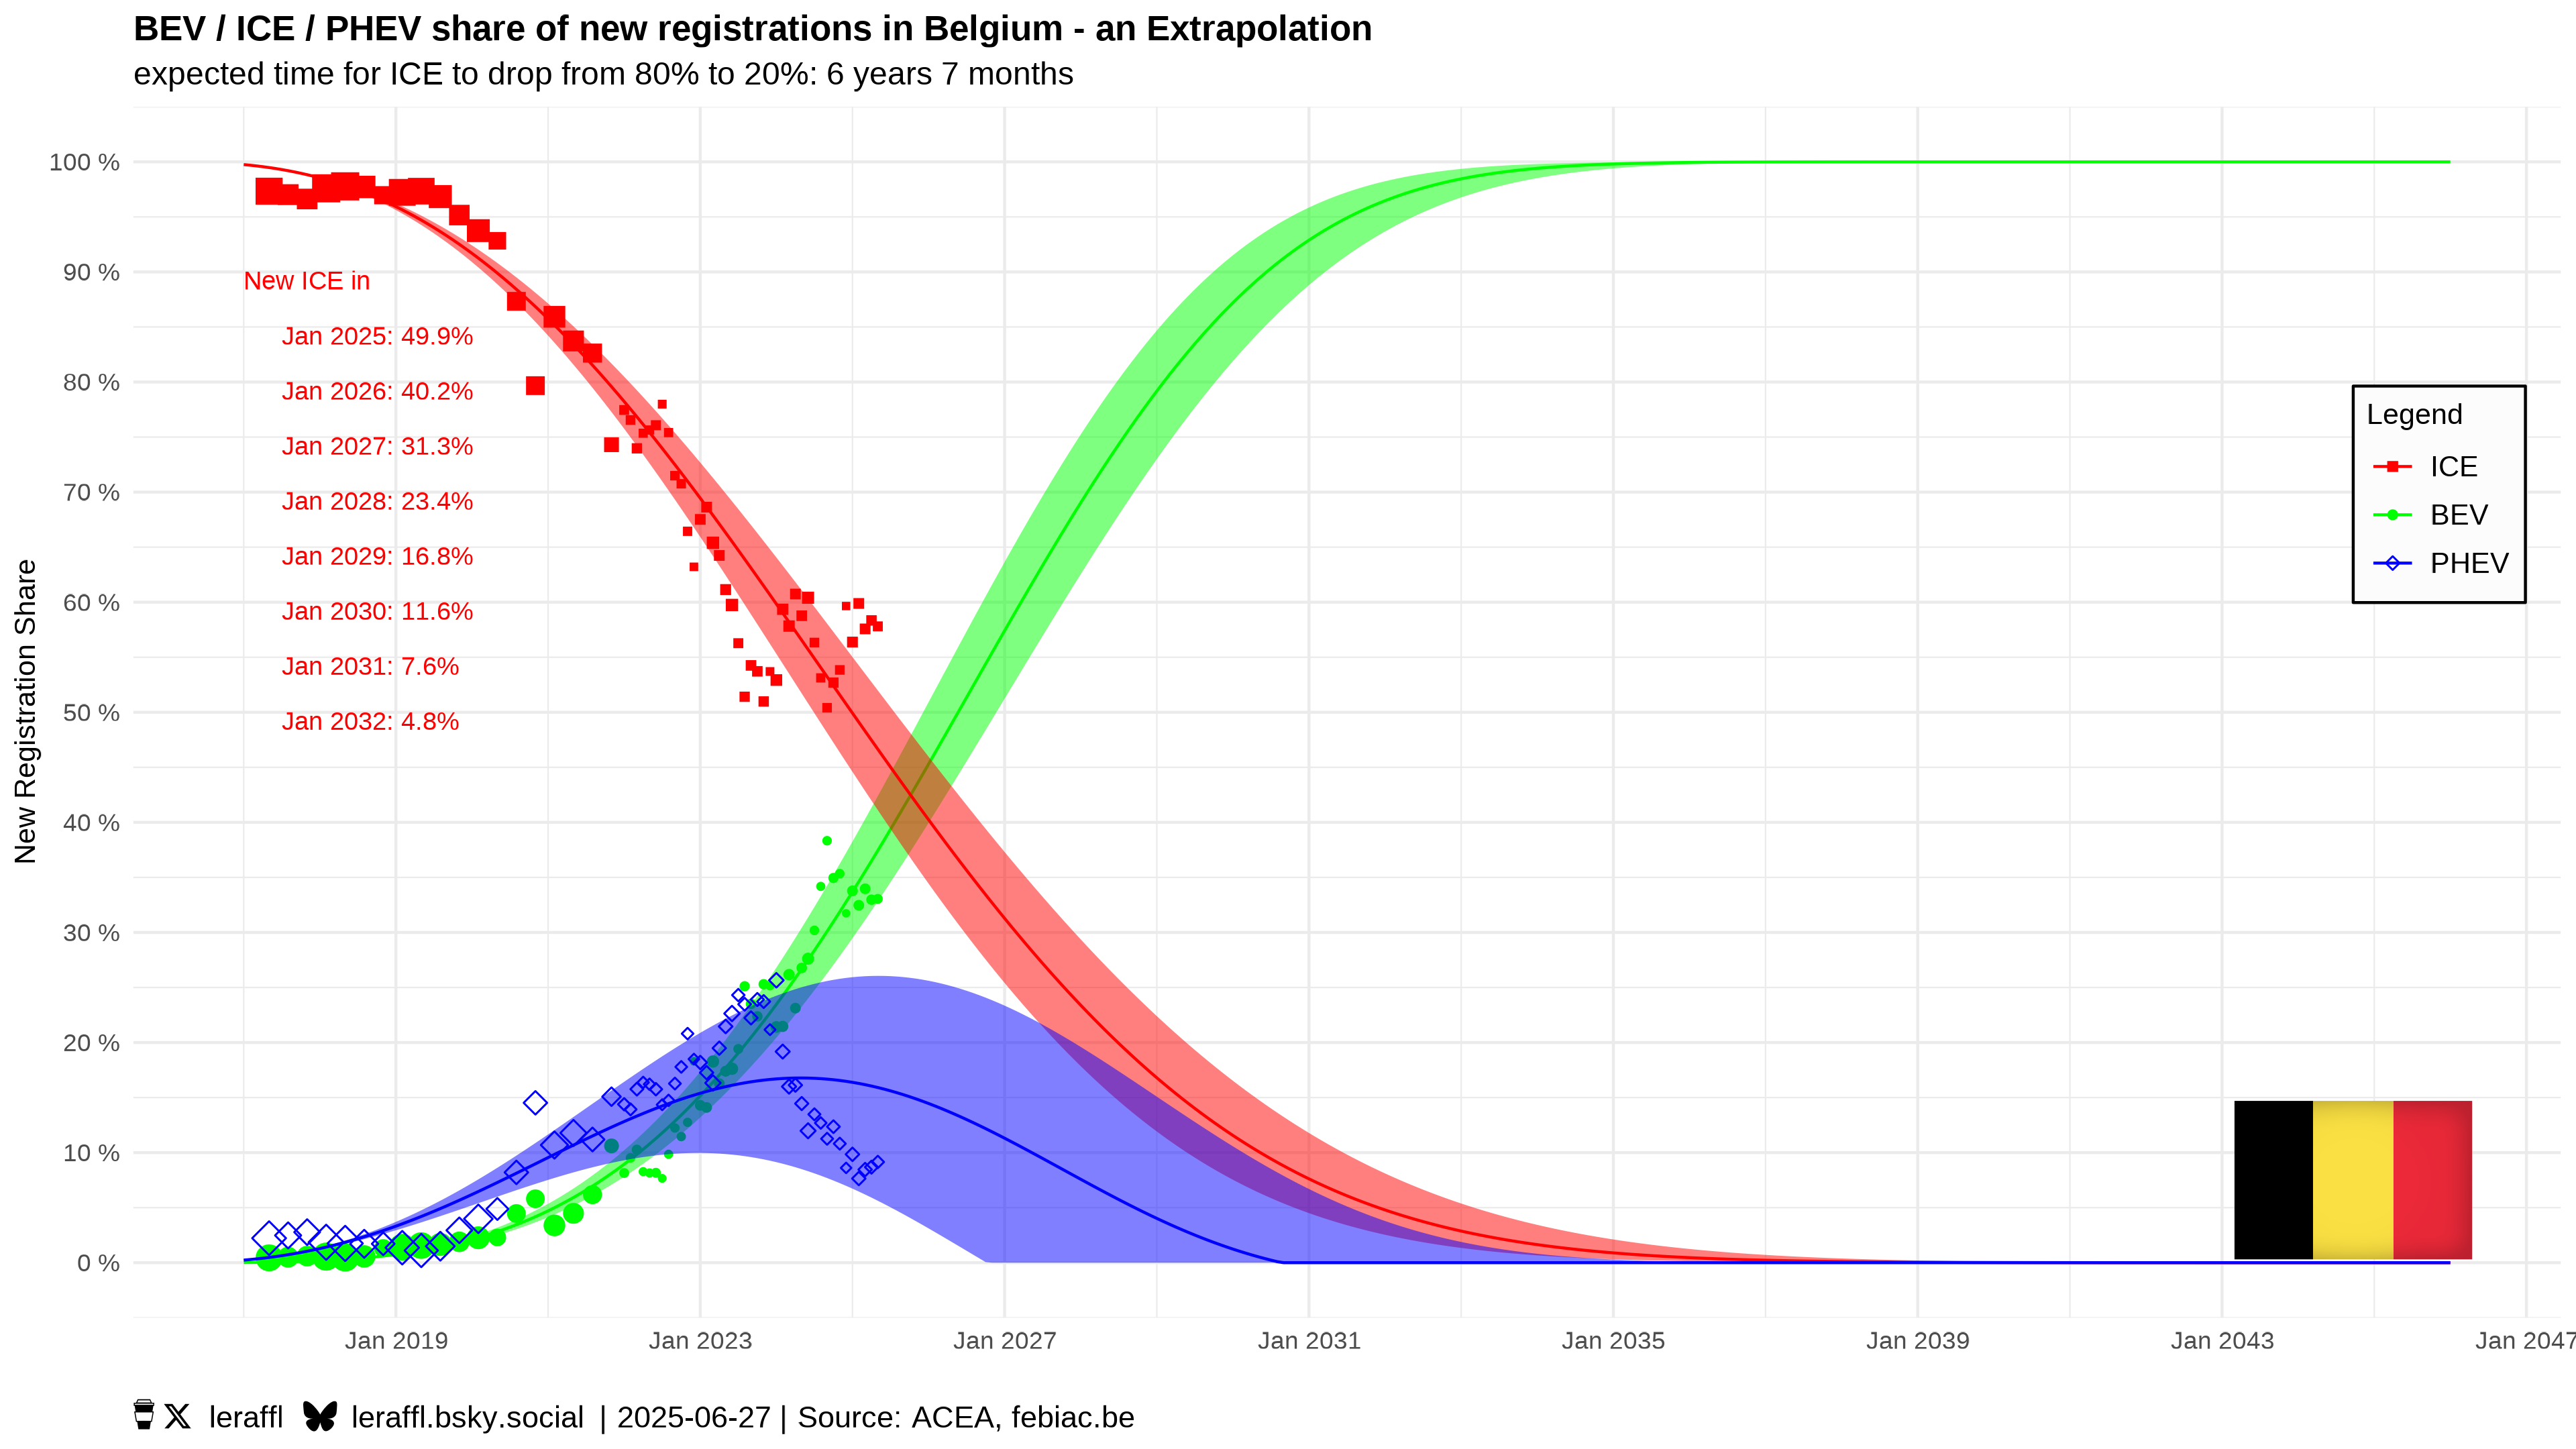 BEV / ICE / PHEV share of new registrations in Belgium - an Extrapolation
expected time for ICE to drop from 80% to 20%: 6 years 7 months
New Registration Share
100 %
90 %
80 %
70 %
60 %
50 %
40 %
30 %
20 %
10 %
0 %
New ICE in
Jan 2025: 49.9%
Jan 2026: 40.2%
Jan 2027: 31.3%
Jan 2028: 23.4%
Jan 2029: 16.8%
Jan 2030: 11.6%
Jan 2031: 7.6%
Jan 2032: 4.8%
Legend
ICE
BEV
PHEV
Jan 2019 Jan 2023 Jan 2027 Jan 2031 Jan 2035 Jan 2039 Jan 2043 Jan 2047
leraffl leraffl.bsky.social | 2025-06-27 | Source: ACEA, febiac.be